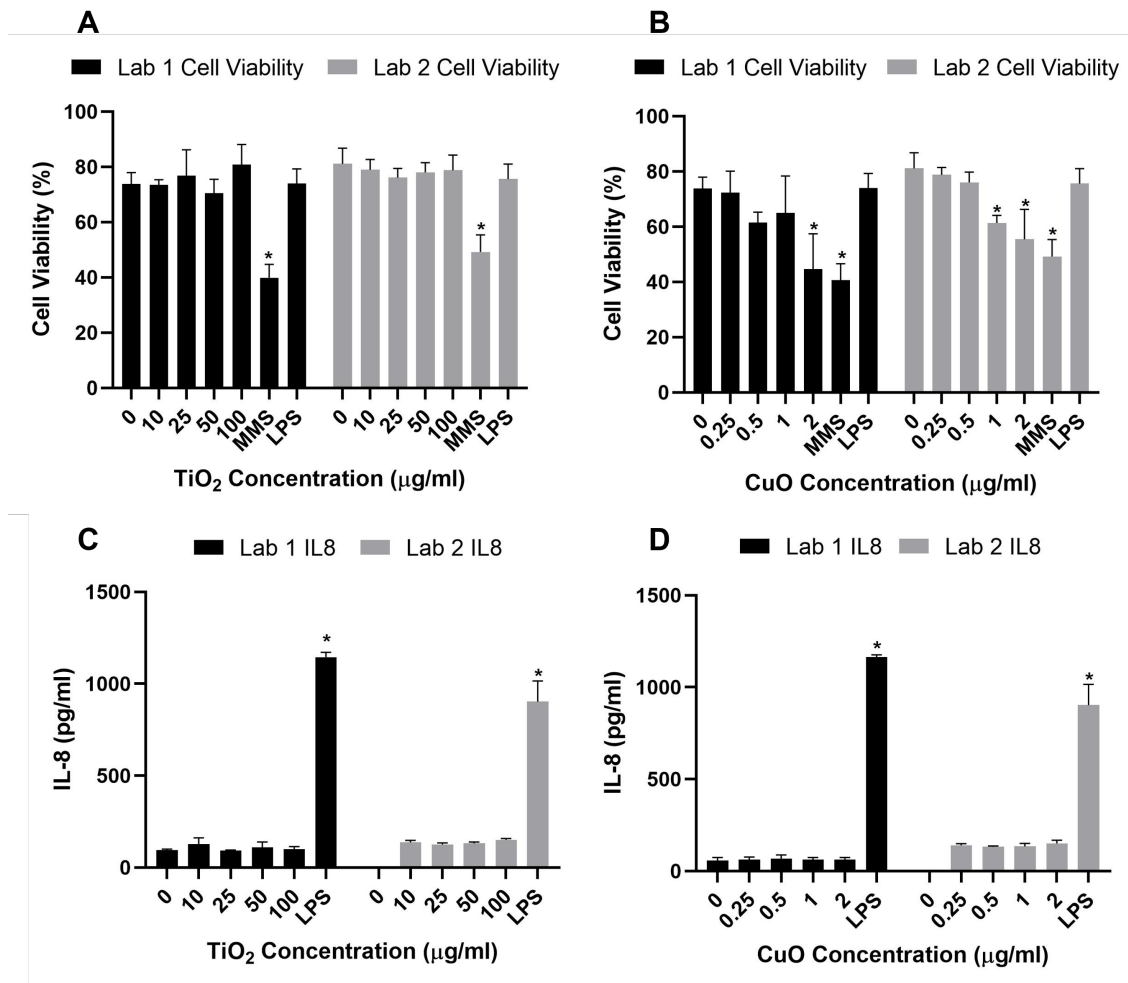 A
Lab 1 Cell Viability Lab 2 Cell Viability
Cell Viability (%)
100
80
60
40
20
0
* *
0 10 25 50 100 MMS LPS 0 10 25 50 100 MMS LPS
TiO₂ Concentration (μg/ml)
B
Lab 1 Cell Viability Lab 2 Cell Viability
Cell Viability (%)
100
80
60
40
20
0
* * * * *
0 0.25 0.5 1 2 MMS LPS 0 0.25 0.5 1 2 MMS LPS
CuO Concentration (μg/ml)
C
Lab 1 IL8 Lab 2 IL8
IL-8 (pg/ml)
1500
1000
500
0
* *
0 10 25 50 100 LPS 0 10 25 50 100 LPS
TiO₂ Concentration (μg/ml)
D
Lab 1 IL8 Lab 2 IL8
IL-8 (pg/ml)
1500
1000
500
0
* *
0 0.25 0.5 1 2 LPS 0 0.25 0.5 1 2 LPS
CuO Concentration (μg/ml)